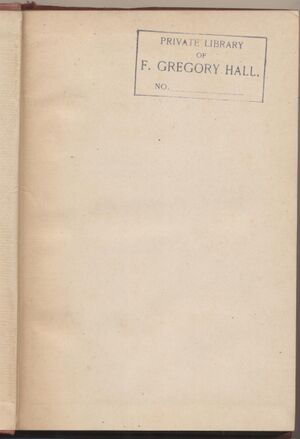 PRIVATE LIBRARY
OF
F. GREGORY HALL.
NO.